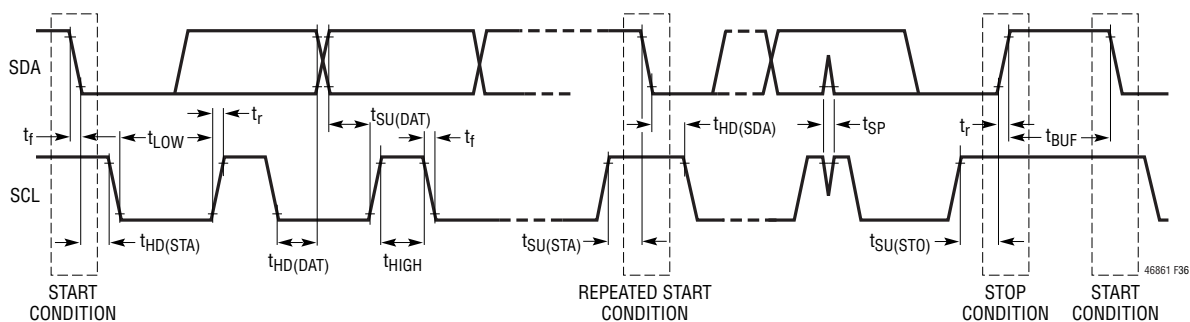 SDA
tf
tLOW
tr
tSU(DAT)
tf
tHD(SDA)
tSP
tr
tBUF
SCL
tHD(STA)
tHD(DAT)
tHIGH
tSU(STA)
tSU(STO)
46861 F36
START
CONDITION
REPEATED START
CONDITION
STOP
CONDITION
START
CONDITION